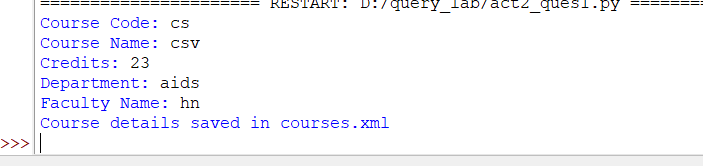 ====================== RESTART: D:/query_lab/act2_ques1.py ========
Course Code: cs
Course Name: csv
Credits: 23
Department: aids
Faculty Name: hn
Course details saved in courses.xml
>>>